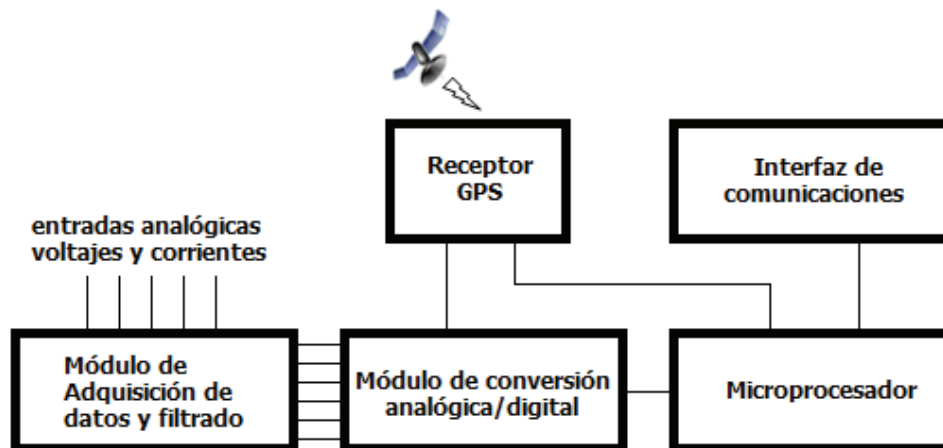 Receptor
GPS
Interfaz de
comunicaciones
entradas analógicas
voltajes y corrientes
Módulo de
Adquisición de
datos y filtrado
Módulo de conversión
analógica/digital
Microprocesador